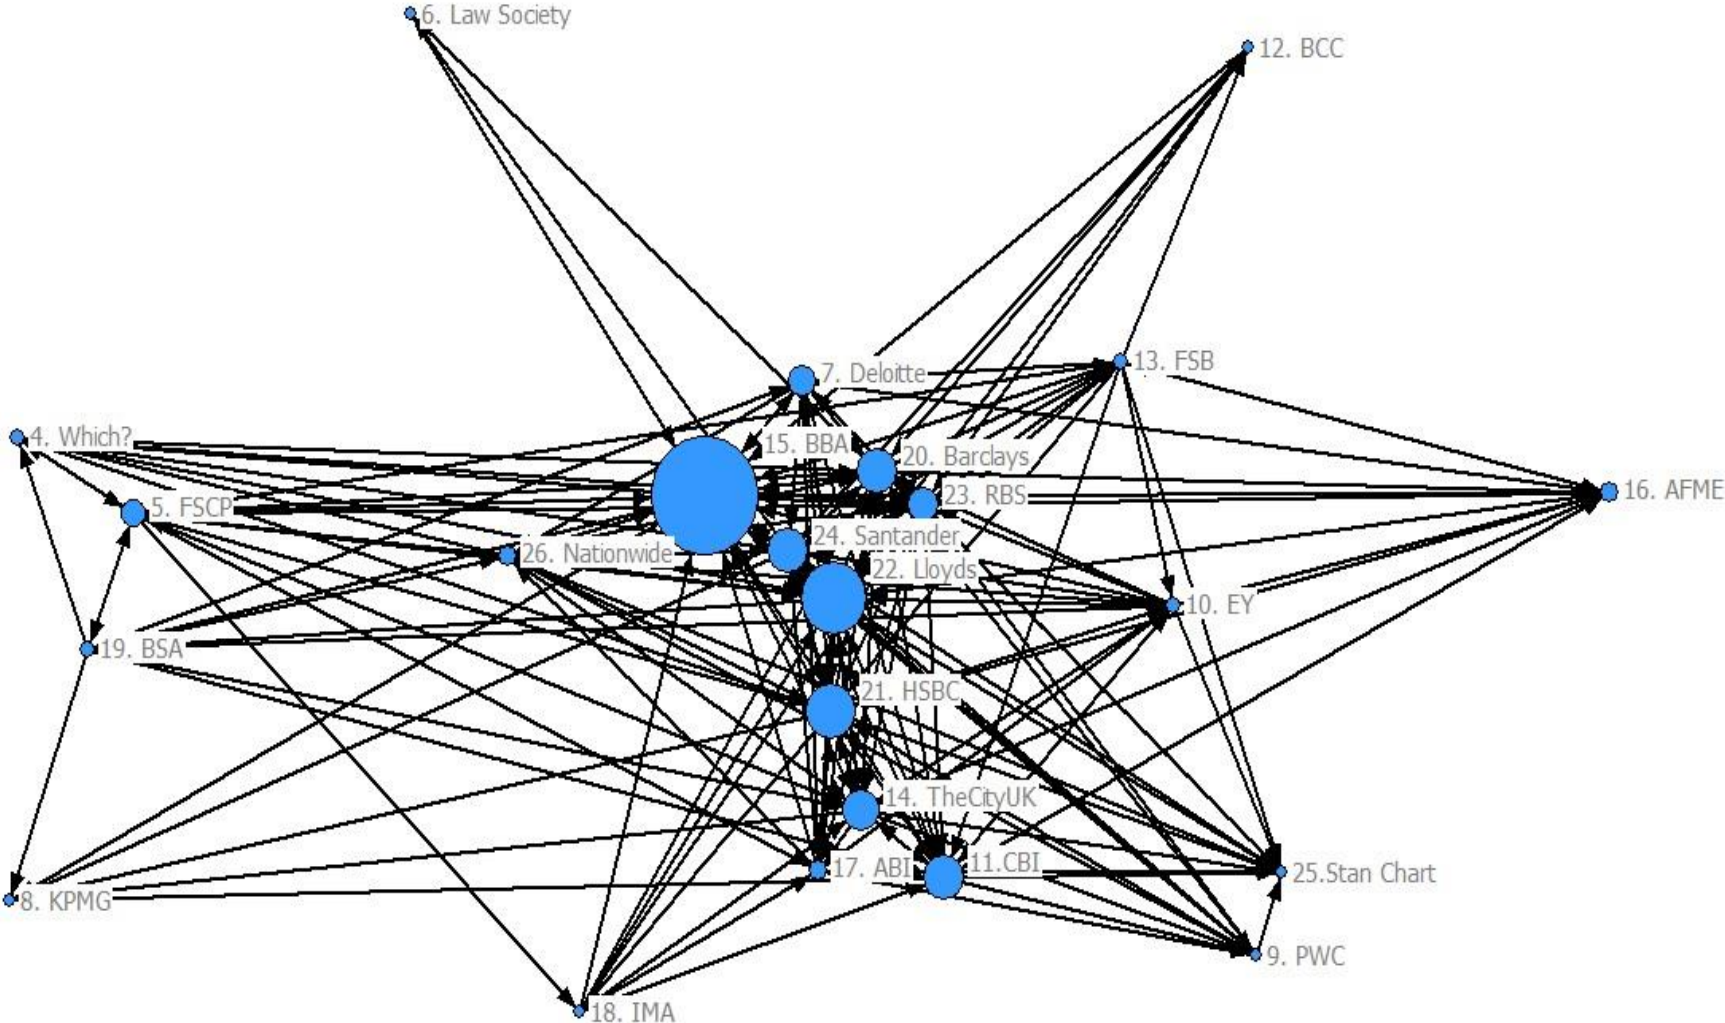 6. Law Society
12. BCC
13. FSB
7. Deloitte
4. Which?
15. BBA
20. Barclays
23. RBS
16. AFME
5. FSCP
24. Santander
26. Nationwide
22. Lloyds
10. EY
19. BSA
21. HSBC
14. TheCityUK
17. ABI
11.CBI
25.Stan Chart
8. KPMG
9. PWC
18. IMA